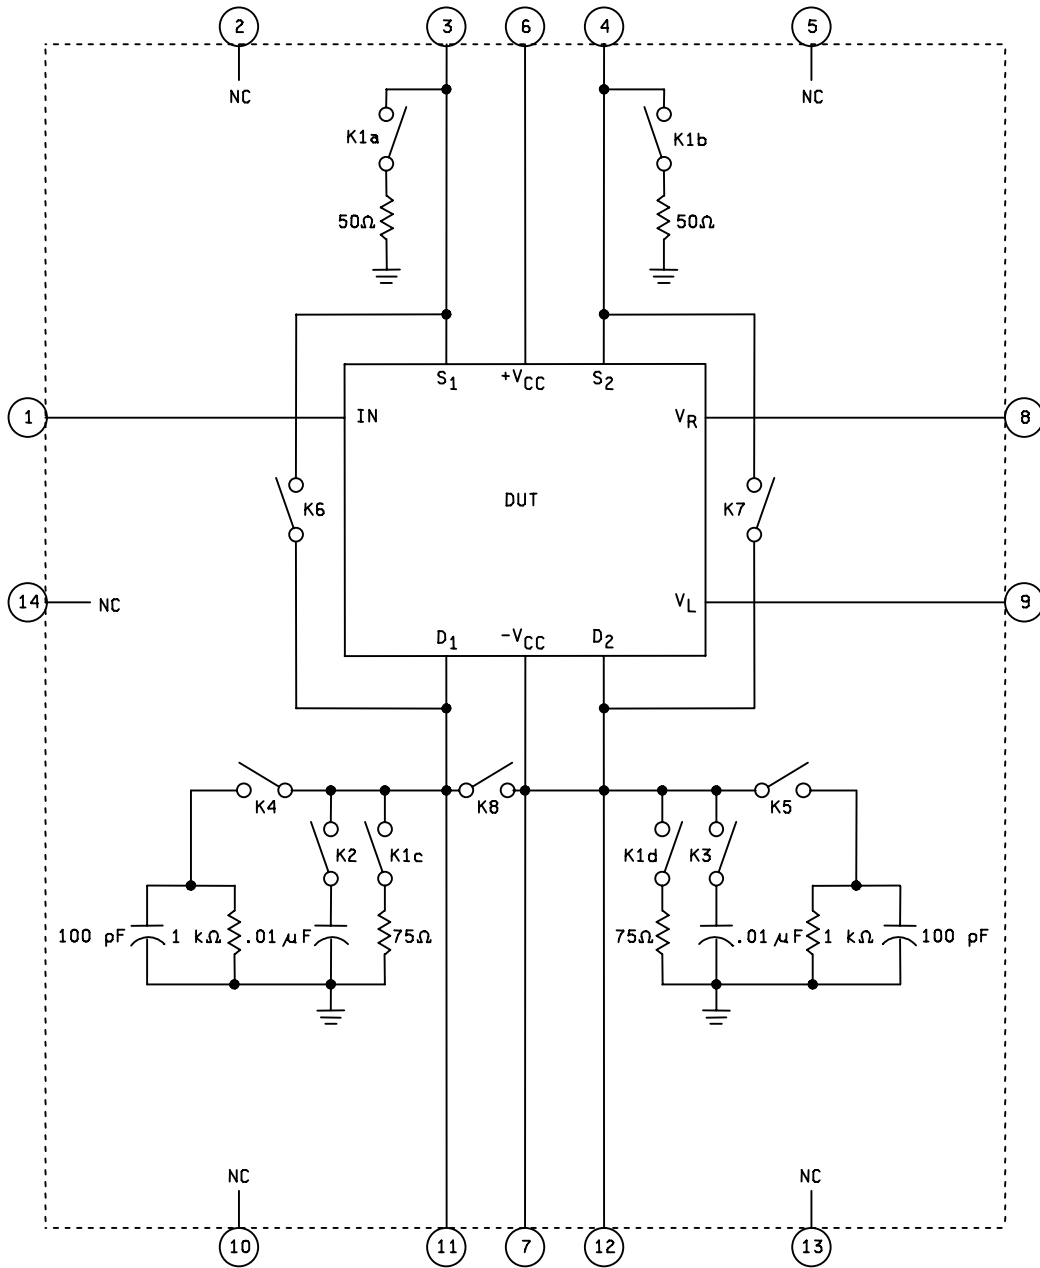 2 3 6 4 5
NC NC
K1a K1b
50Ω 50Ω
S1 +VCC S2
1 IN VR 8
K6 DUT K7
14 NC VL 9
D1 -VCC D2
K4 K8 K5
K2 K1c K1d K3
100 pF 1 kΩ .01 μF 75Ω 75Ω .01 μF 1 kΩ 100 pF
NC NC
10 11 7 12 13